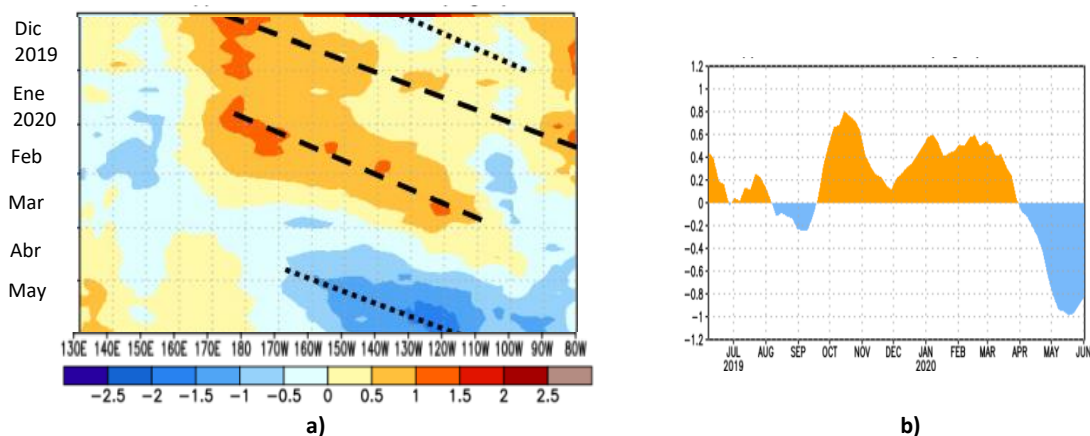 Dic
2019
Ene
2020
Feb
Mar
Abr
May
130E 140E 150E 160E 170E 180 170W 160W 150W 140W 130W 120W 110W 100W 90W 80W
-2.5 -2 -1.5 -1 -0.5 0 0.5 1 1.5 2 2.5
a)
1.2
1
0.8
0.6
0.4
0.2
0
-0.2
-0.4
-0.6
-0.8
-1
-1.2
JUL AUG SEP OCT NOV DEC JAN FEB MAR APR MAY JUN
2019 2020
b)